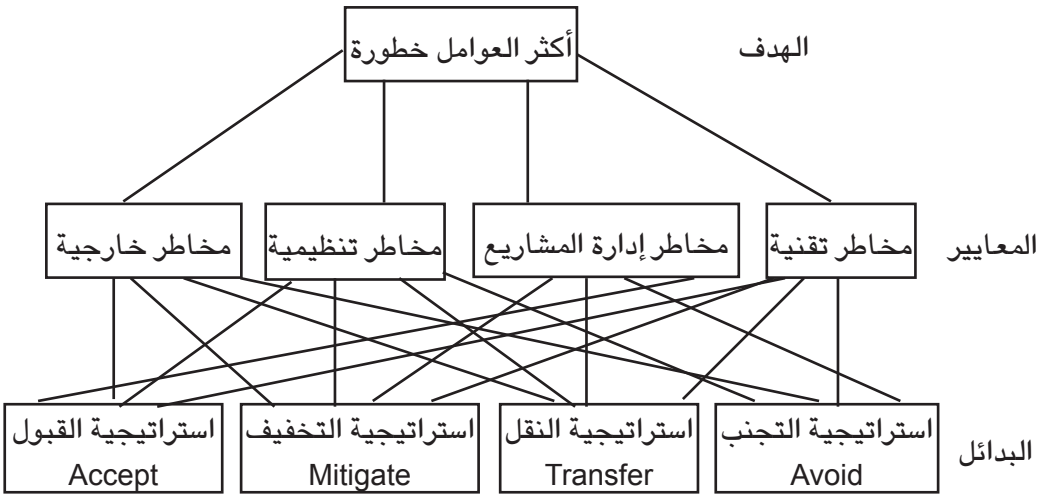 الهدف
أكثر العوامل خطورة
المعايير
مخاطر تقنية
مخاطر إدارة المشاريع
مخاطر تنظيمية
مخاطر خارجية
البدائل
استراتيجية التجنب
Avoid
استراتيجية النقل
Transfer
استراتيجية التخفيف
Mitigate
استراتيجية القبول
Accept